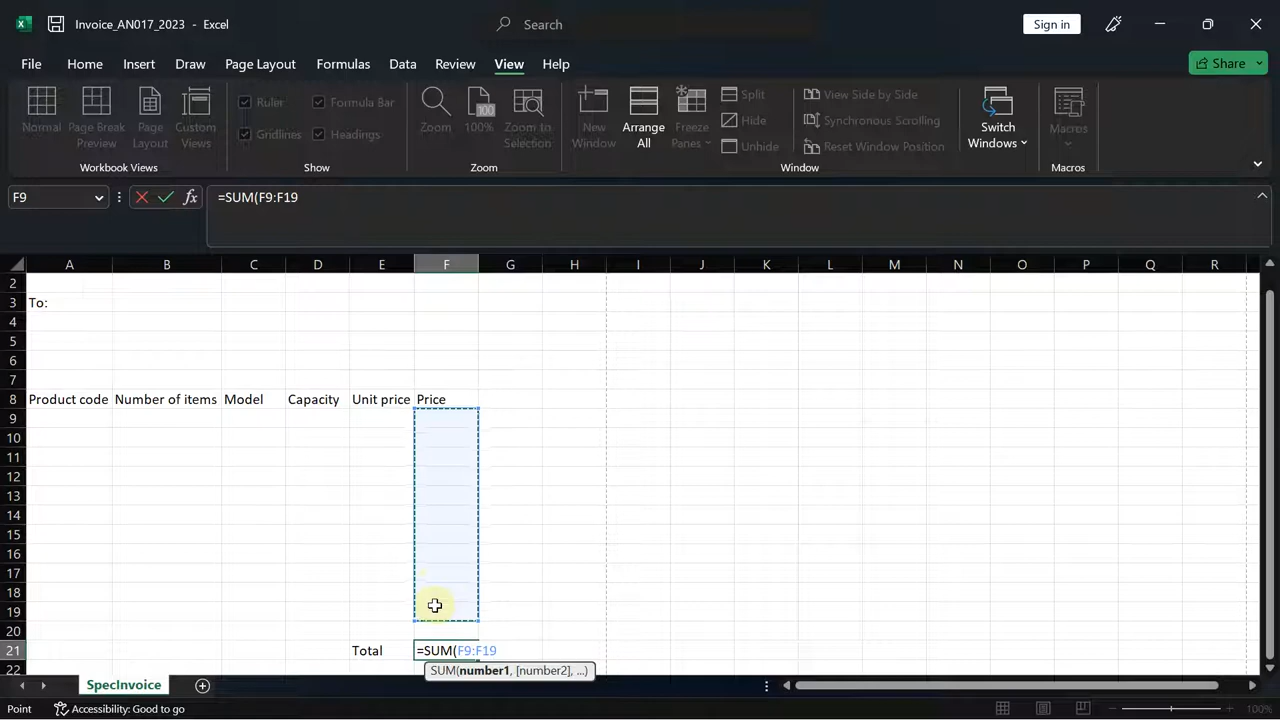 Invoice_AN017_2023 - Excel
Search
Sign in
File Home Insert Draw Page Layout Formulas Data Review View Help
Share
Normal
Page Break Preview
Page Layout
Custom Views
Workbook Views
Ruler
Formula Bar
Gridlines
Headings
Show
Zoom
100
100%
Zoom to Selection
Zoom
New Window
Arrange All
Freeze Panes
Split
Hide
Unhide
View Side by Side
Synchronous Scrolling
Reset Window Position
Window
Switch Windows
Macros
Macros
F9
fx
=SUM(F9:F19
A B C D E F G H I J K L M N O P Q R
2
3 To:
4
5
6
7
8 Product code Number of items Model Capacity Unit price Price
9
10
11
12
13
14
15
16
17
18
19
20
21 Total =SUM(F9:F19
22 SUM(number1, [number2], ...)
SpecInvoice
Point
Accessibility: Good to go
100%